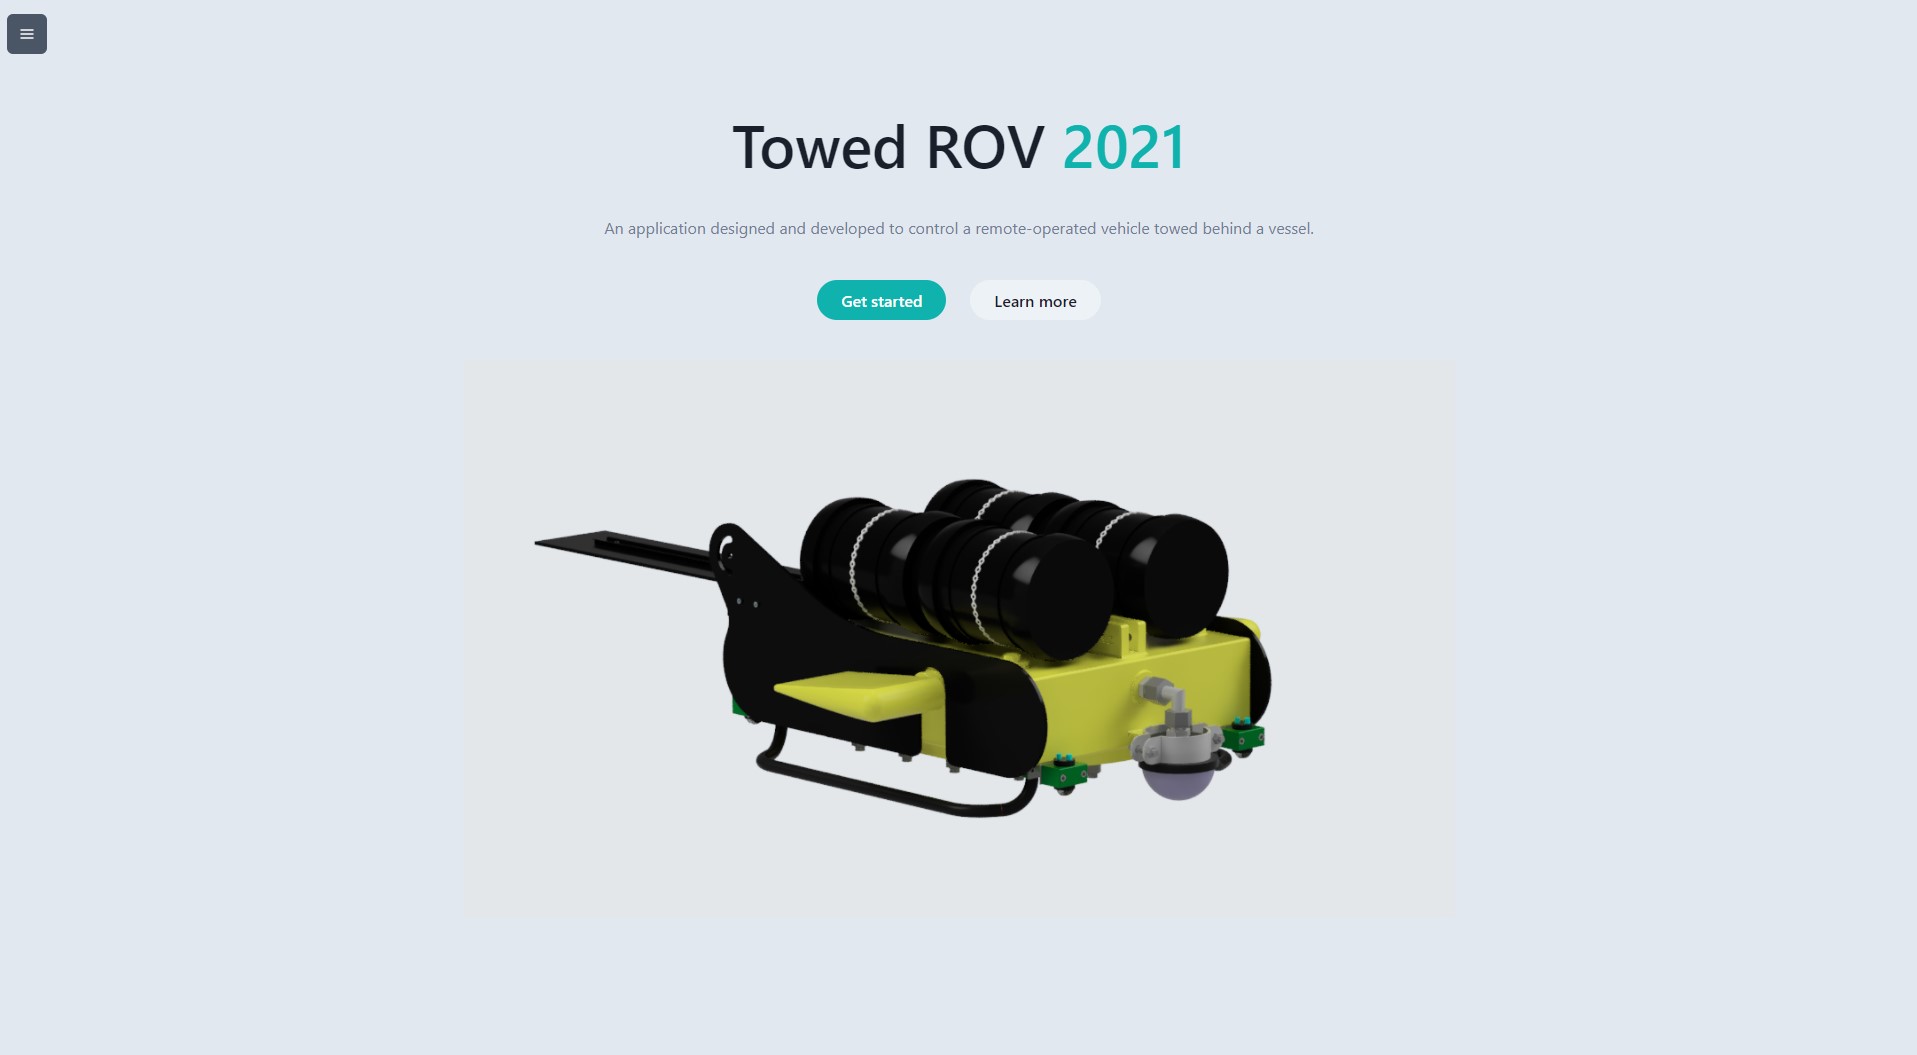 Towed ROV 2021
An application designed and developed to control a remote-operated vehicle towed behind a vessel.
Get started
Learn more